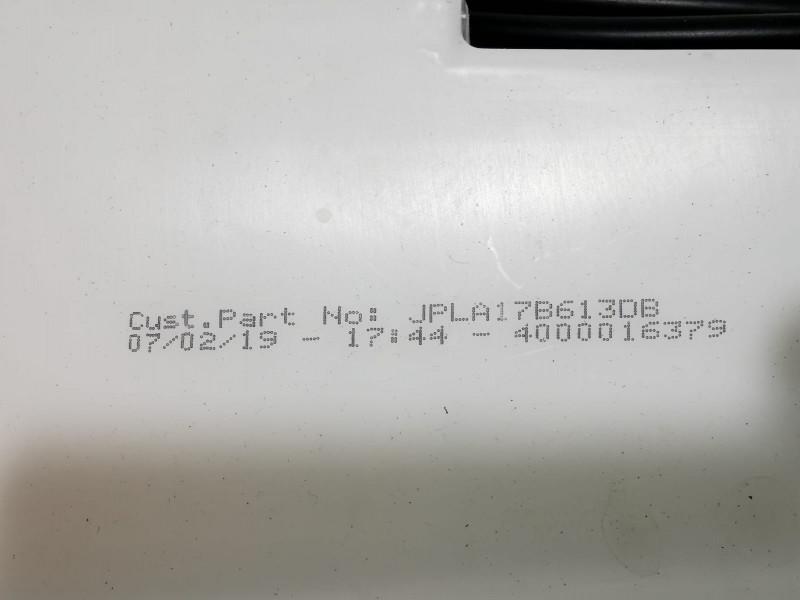 Cust.Part No: JPLA17B613DB
07/02/19 - 17:44 - 4000016379